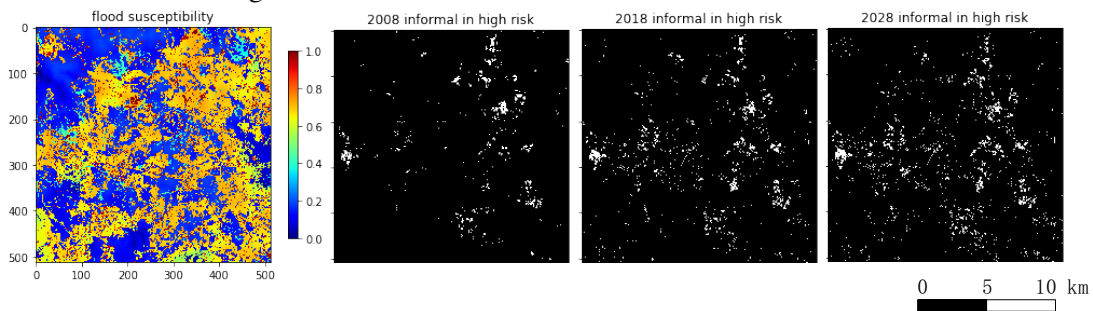 flood susceptibility
2008 informal in high risk
2018 informal in high risk
2028 informal in high risk
0
100
200
300
400
500
0 100 200 300 400 500
1.0
0.8
0.6
0.4
0.2
0.0
0 5 10 km